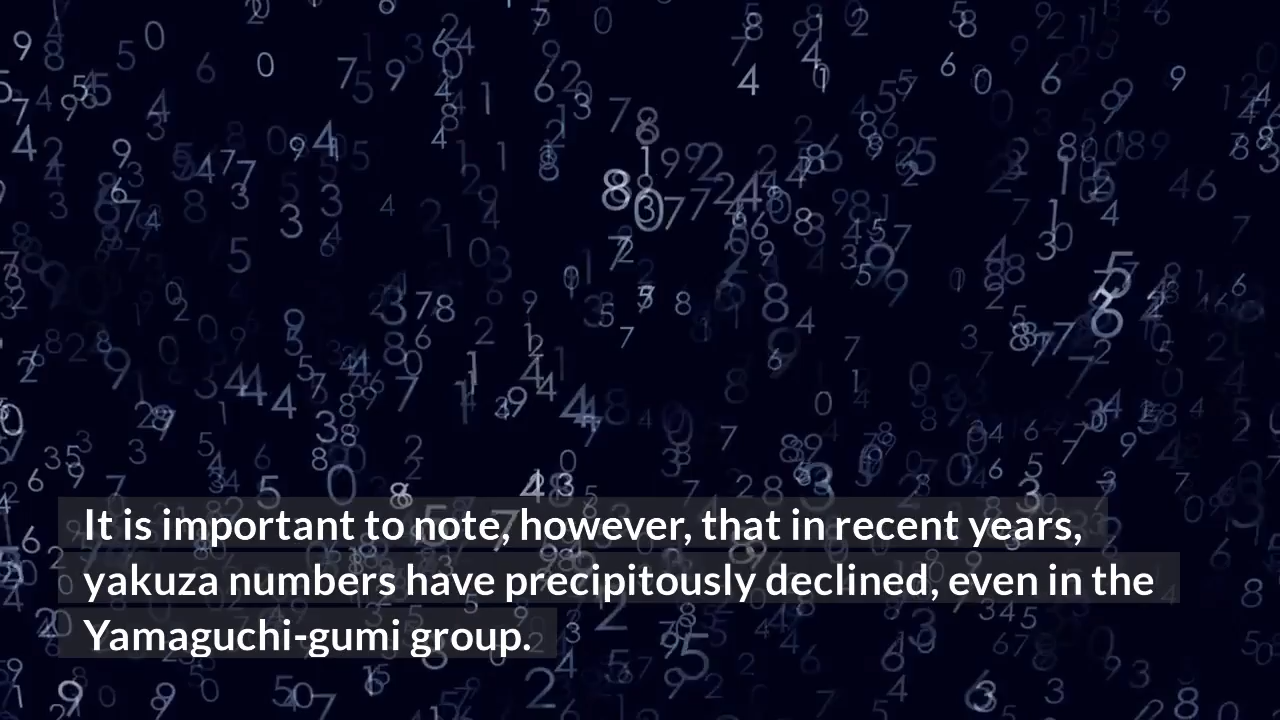 It is important to note, however, that in recent years,
yakuza numbers have precipitously declined, even in the
Yamaguchi-gumi group.